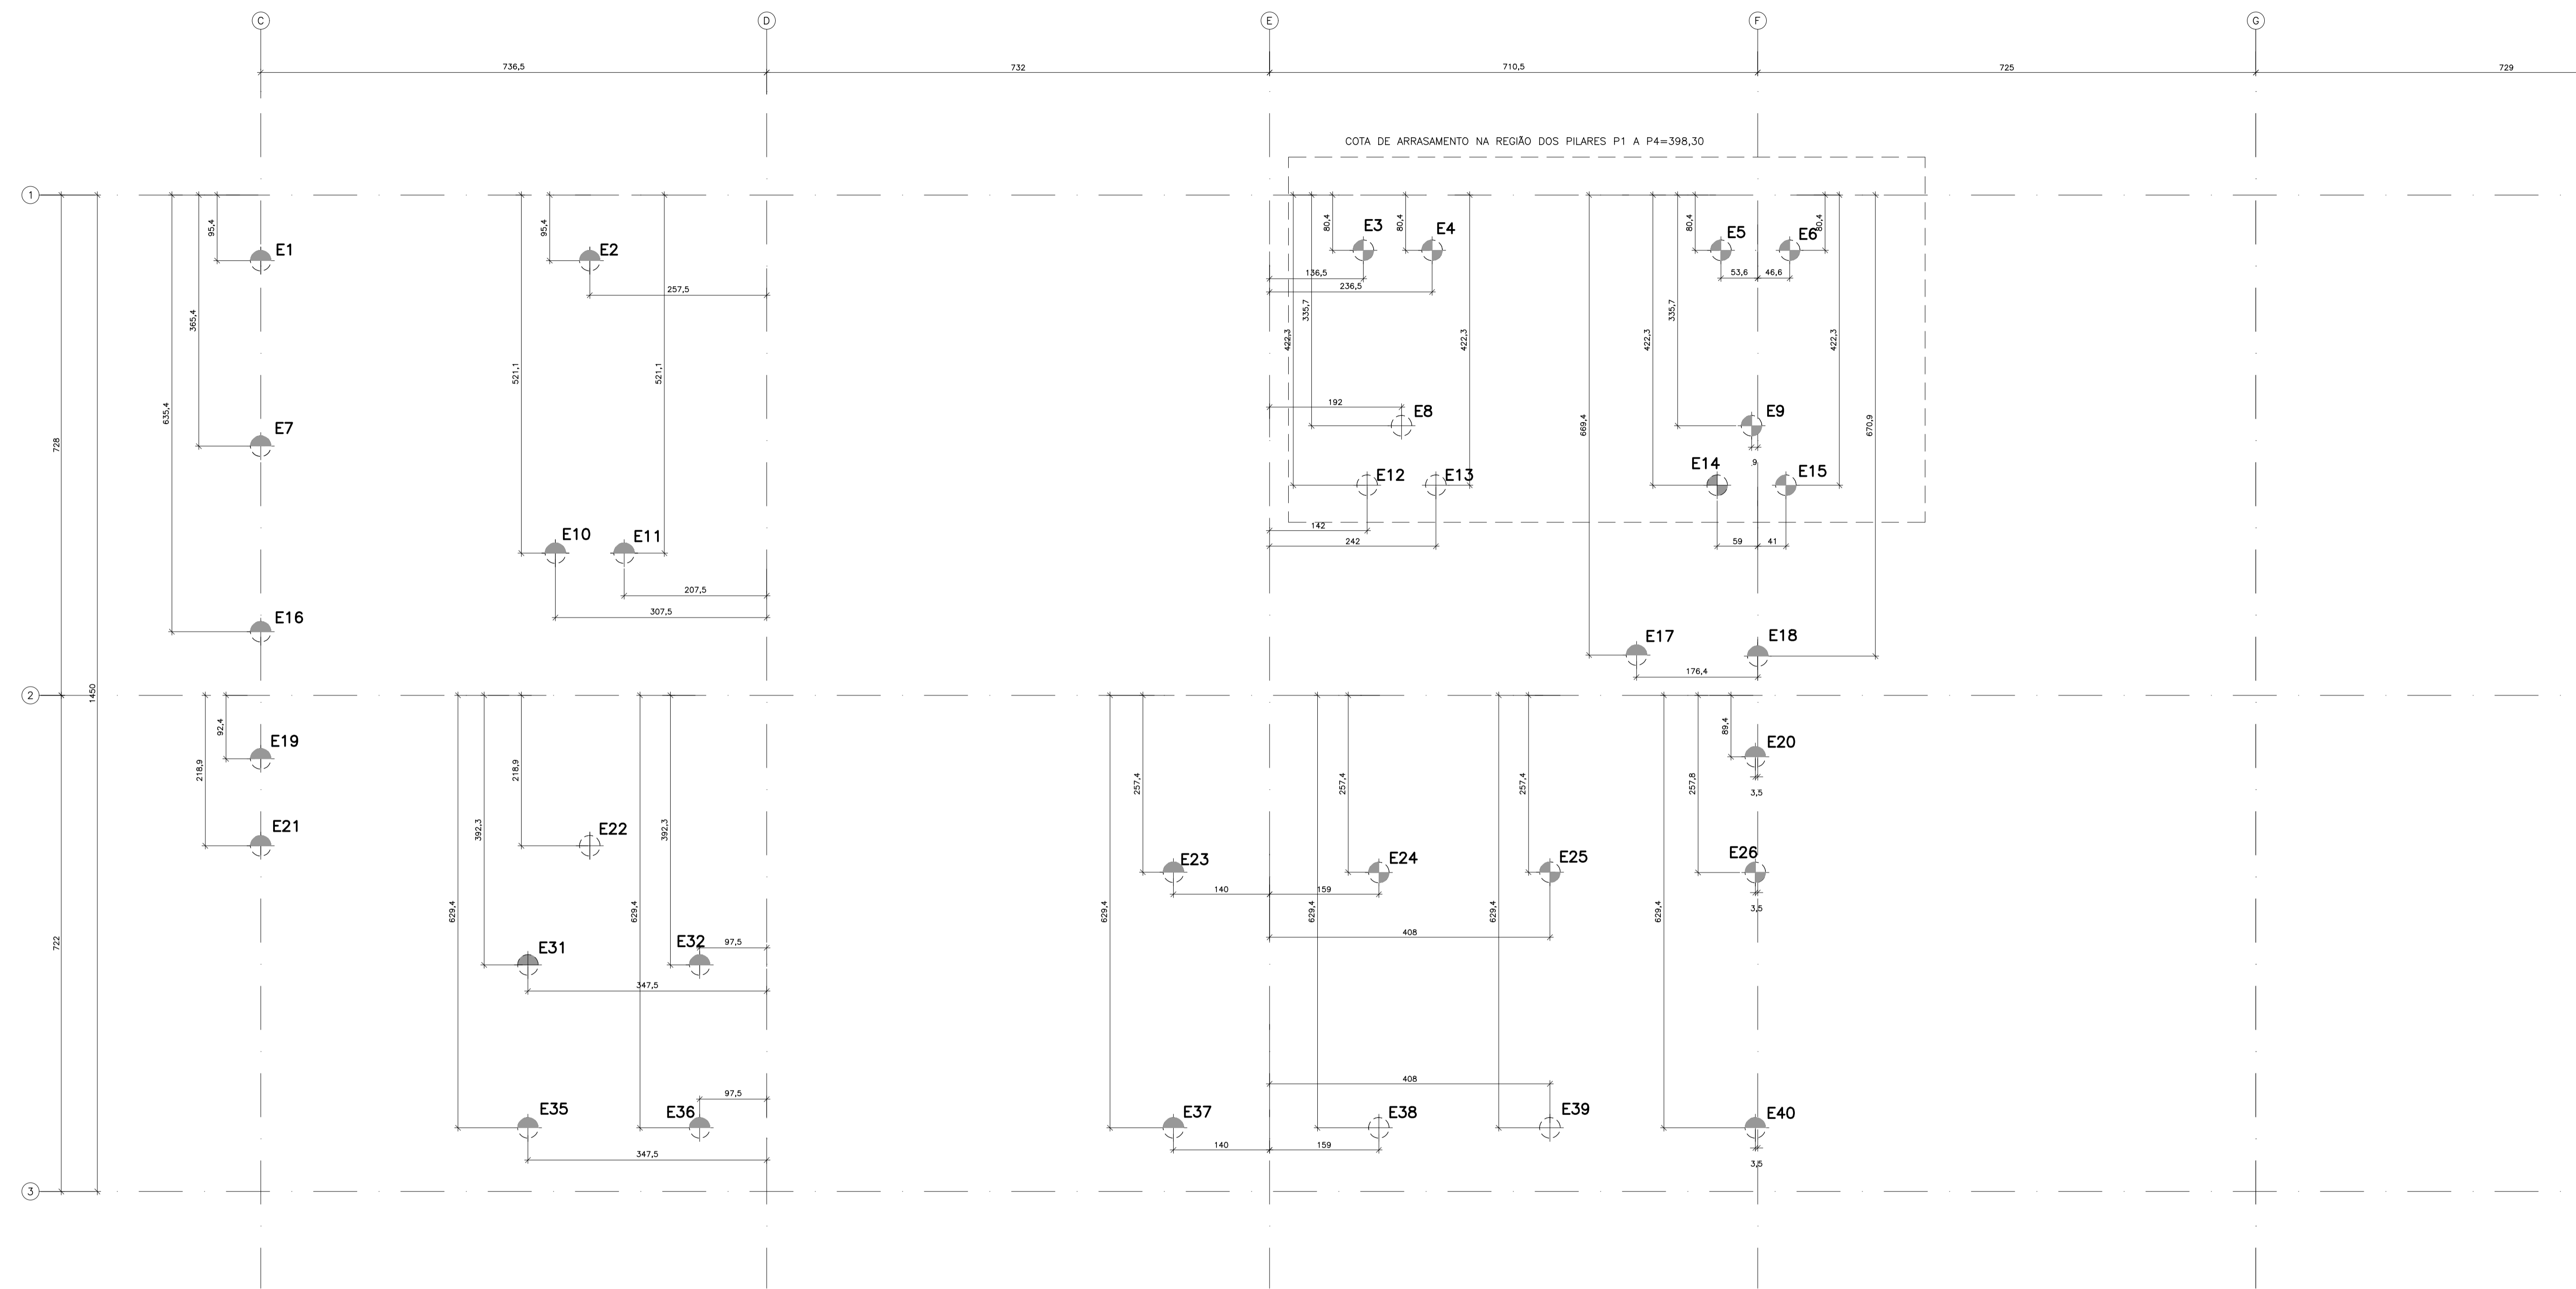 C D E F G
736,5 732 710,5 725 729
COTA DE ARRASAMENTO NA REGIÃO DOS PILARES P1 A P4=398,30
1
95,4 95,4 80,4 80,4 80,4 80,4
E1 E2 E3 E4 E5 E6
136,5 53,6 46,6
257,5 236,5
365,4 335,7 335,7
422,3 422,3 422,3 422,3
521,1 521,1
192
635,4 669,4 670,9
E7 E8 E9
728
9
E12 E13 E14 E15
142
242 59 41
E10 E11
207,5
307,5
E16 E17 E18
176,4
2
1450
92,4 89,4
E19 E20
3,5
218,9 218,9 257,4 257,4 257,4 257,8
E21 E22
392,3 392,3
E23 E24 E25 E26
140 159 3,5
629,4 629,4 629,4 629,4 629,4 629,4
408
722
E31 E32 97,5
347,5
408
97,5
E35 E36 E37 E38 E39 E40
140 159
347,5 3,5
3